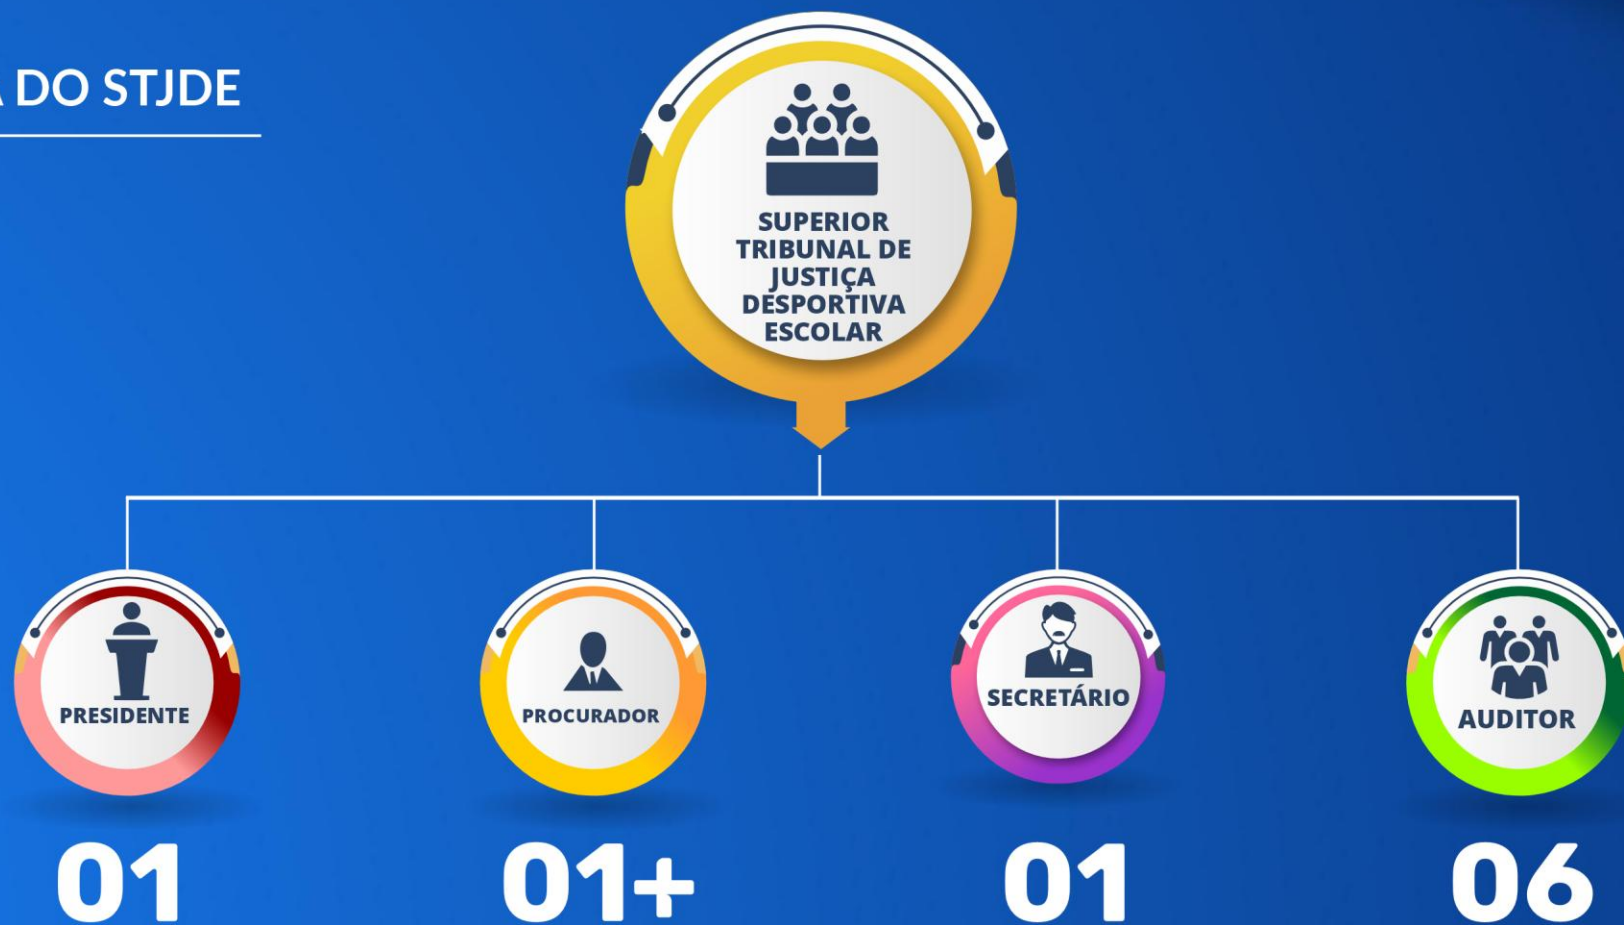 DO STJDE
SUPERIOR
TRIBUNAL DE
JUSTIÇA
DESPORTIVA
ESCOLAR
PRESIDENTE
PROCURADOR
SECRETÁRIO
AUDITOR
01
01+
01
06